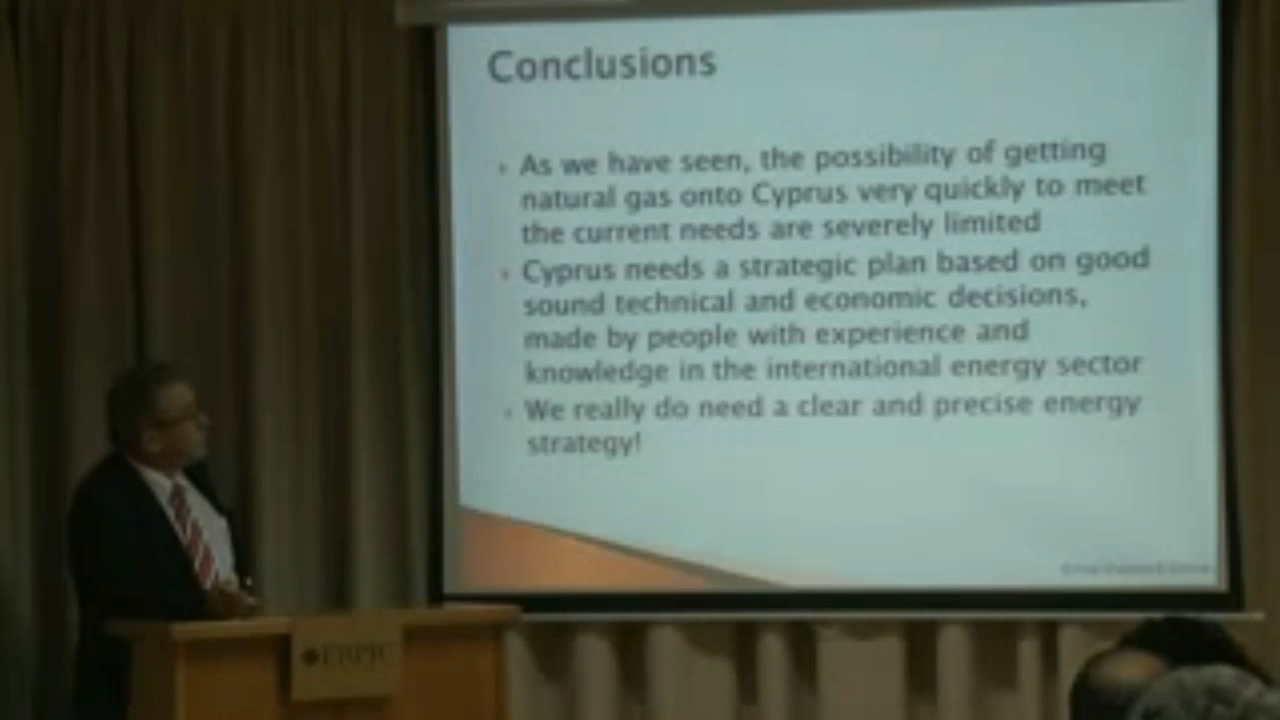 Conclusions
As we have seen, the possibility of getting
natural gas onto Cyprus very quickly to meet
the current needs are severely limited
Cyprus needs a strategic plan based on good
sound technical and economic decisions,
made by people with experience and
knowledge in the international energy sector
We really do need a clear and precise energy
strategy!
ERPIC